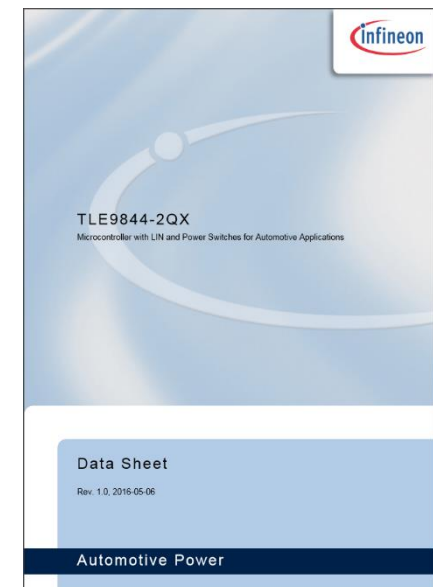 infineon
TLE9844-2QX
Microcontroller with LIN and Power Switches for Automotive Applications
Data Sheet
Rev. 1.0, 2016-05-06
Automotive Power